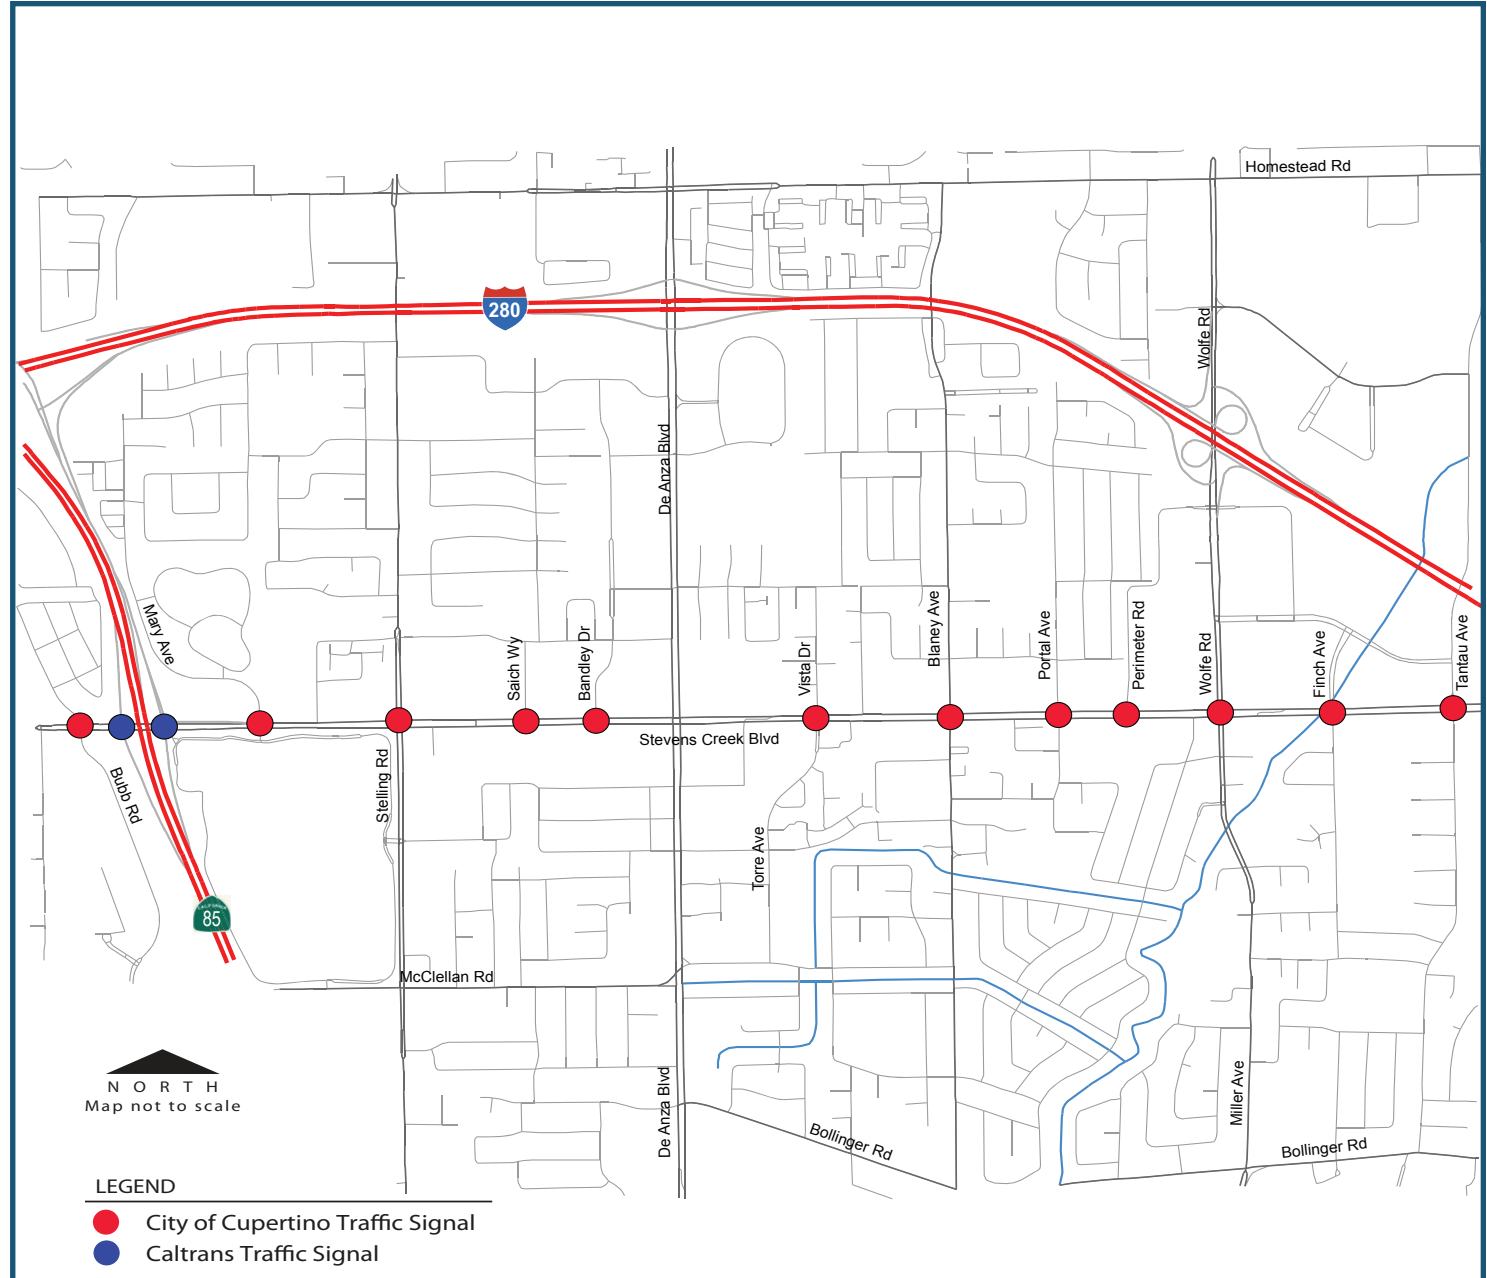 Homestead Rd
280
Wolfe Rd
De Anza Blvd
Mary Ave
Saich Wy
Bandley Dr
Vista Dr
Blaney Ave
Portal Ave
Perimeter Rd
Wolfe Rd
Finch Ave
Tantau Ave
Stevens Creek Blvd
Bubb Rd
Stelling Rd
Torre Ave
CALIFORNIA
85
McClellan Rd
De Anza Blvd
Miller Ave
Bollinger Rd
Bollinger Rd
NORTH
Map not to scale
LEGEND
City of Cupertino Traffic Signal
Caltrans Traffic Signal